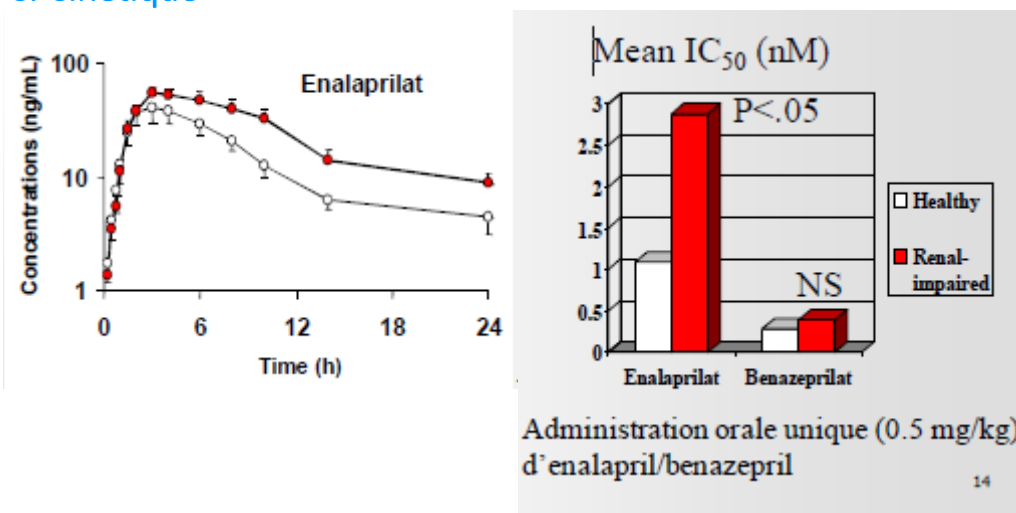 Enalaprilat
Concentrations (ng/mL)
100
10
1
0
6
12
18
24
Time (h)
Mean IC50 (nM)
P<.05
3
2.5
2
1.5
1
0.5
0
NS
Healthy
Renal-
impaired
Enalaprilat Benazeprilat
Administration orale unique (0.5 mg/kg)
d'enalapril/benazepril
14